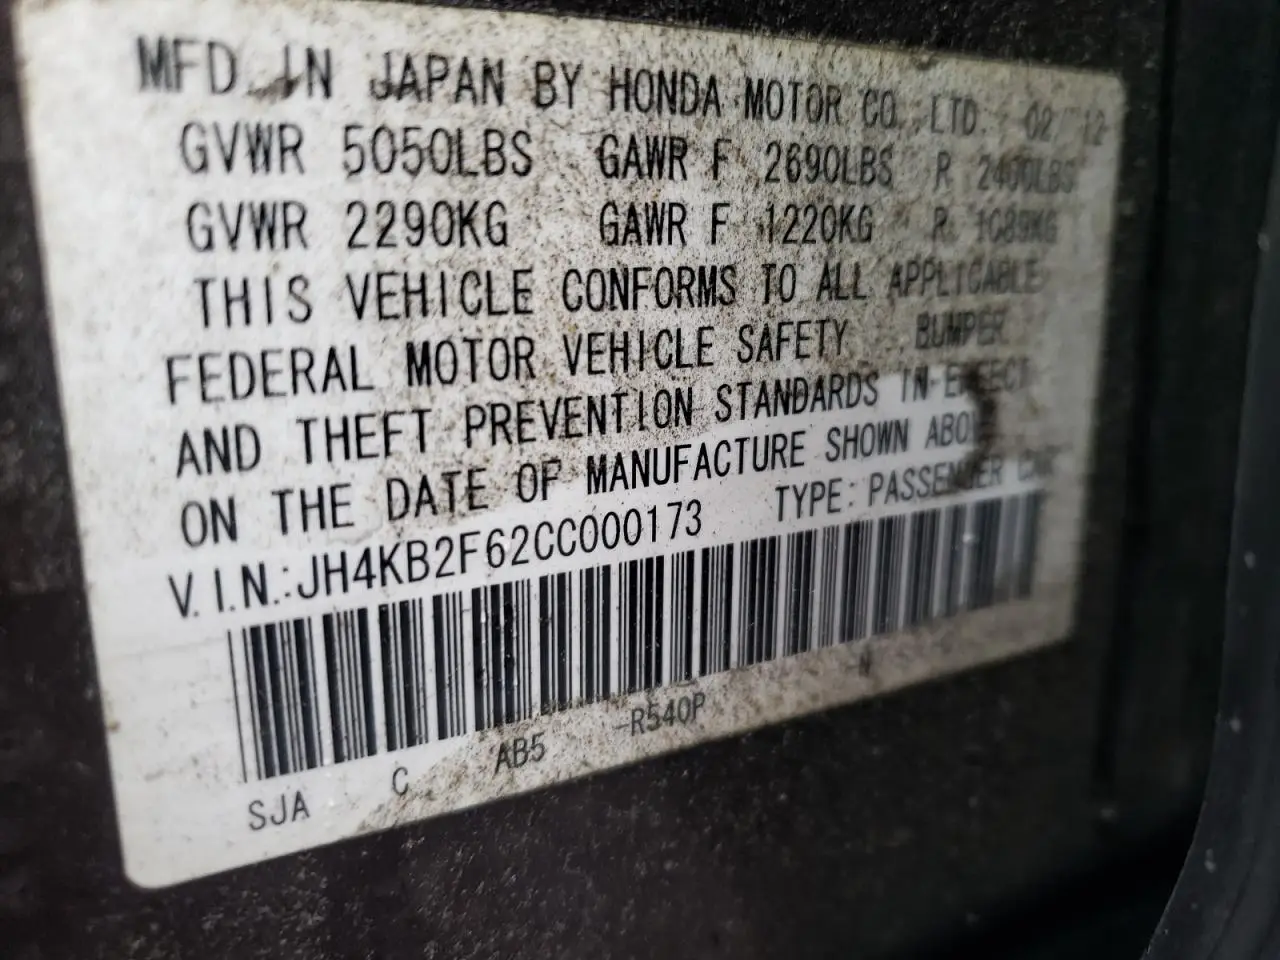 MFD. IN JAPAN BY HONDA MOTOR CO., LTD. 02 12
GVWR 5050LBS GAWR F 2690LBS R 2400LBS
GVWR 2290KG GAWR F 1220KG R 1089KG
THIS VEHICLE CONFORMS TO ALL APPLICABLE
FEDERAL MOTOR VEHICLE SAFETY BUMPER
AND THEFT PREVENTION STANDARDS IN EFFECT
ON THE DATE OF MANUFACTURE SHOWN
V.I.N.:JH4KB2F62CC000173 TYPE: PASSENGER
SJA C AB5 -R540P -N